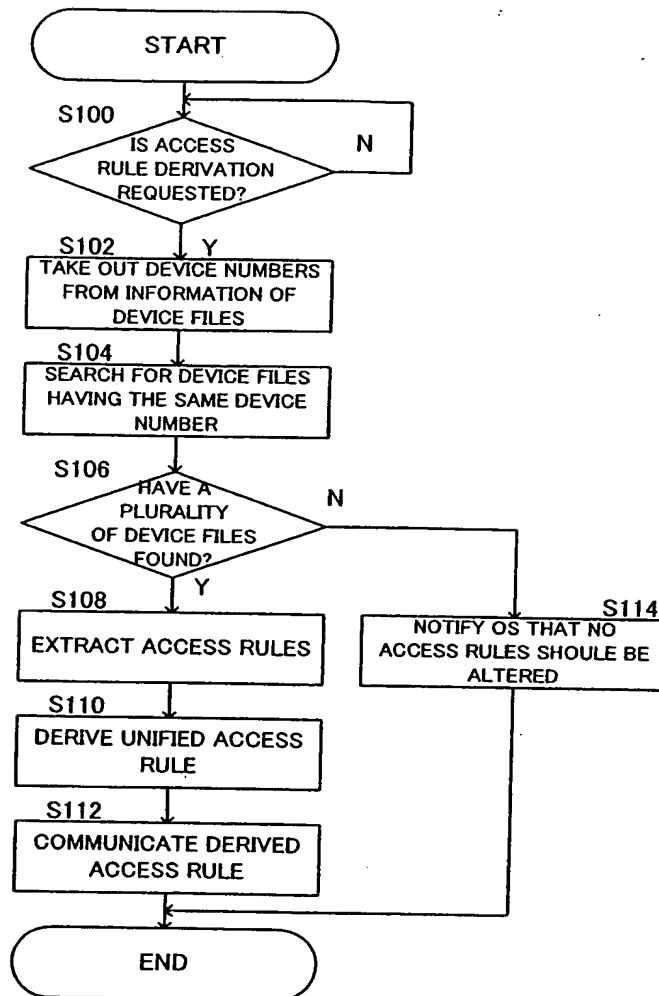 START
S100
IS ACCESS
RULE DERIVATION
REQUESTED?
N
S102
Y
TAKE OUT DEVICE NUMBERS
FROM INFORMATION OF
DEVICE FILES
S104
SEARCH FOR DEVICE FILES
HAVING THE SAME DEVICE
NUMBER
S106
HAVE A
PLURALITY
OF DEVICE FILES
FOUND?
N
Y
S108
EXTRACT ACCESS RULES
S114
NOTIFY OS THAT NO
ACCESS RULES SHOULD BE
ALTERED
S110
DERIVE UNIFIED ACCESS
RULE
S112
COMMUNICATE DERIVED
ACCESS RULE
END